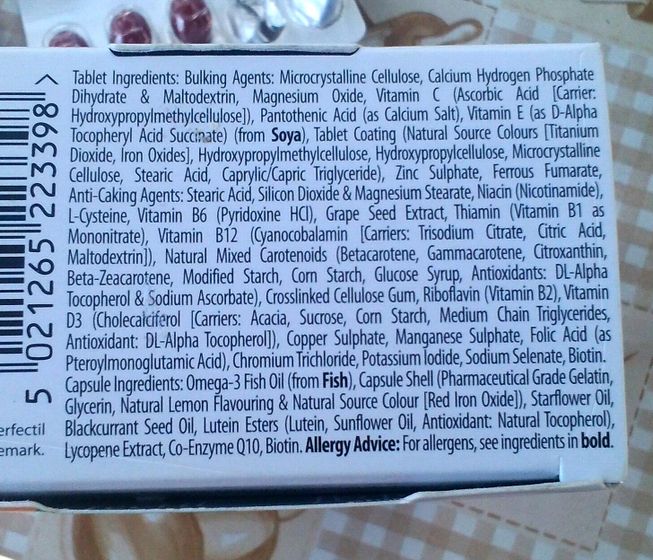 Tablet Ingredients: Bulking Agents: Microcrystalline Cellulose, Calcium Hydrogen Phosphate
Dihydrate & Maltodextrin, Magnesium Oxide, Vitamin C (Ascorbic Acid [Carrier:
Hydroxypropylmethylcellulose]), Pantothenic Acid (as Calcium Salt), Vitamin E (as D-Alpha
Tocopheryl Acid Succinate) (from Soya), Tablet Coating (Natural Source Colours [Titanium
Dioxide, Iron Oxides], Hydroxypropylmethylcellulose, Hydroxypropylcellulose, Microcrystalline
Cellulose, Stearic Acid, Caprylic/Capric Triglyceride), Zinc Sulphate, Ferrous Fumarate,
Anti-Caking Agents: Stearic Acid, Silicon Dioxide & Magnesium Stearate, Niacin (Nicotinamide),
L-Cysteine, Vitamin B6 (Pyridoxine HCl), Grape Seed Extract, Thiamin (Vitamin B1 as
Mononitrate), Vitamin B12 (Cyanocobalamin [Carriers: Trisodium Citrate, Citric Acid,
Maltodextrin]), Natural Mixed Carotenoids (Betacarotene, Gammacarotene, Citroxanthin,
Beta-Zeacarotene, Modified Starch, Corn Starch, Glucose Syrup, Antioxidants: DL-Alpha
Tocopherol & Sodium Ascorbate), Crosslinked Cellulose Gum, Riboflavin (Vitamin B2), Vitamin
D3 (Cholecalciferol [Carriers: Acacia, Sucrose, Corn Starch, Medium Chain Triglycerides,
Antioxidant: DL-Alpha Tocopherol]), Copper Sulphate, Manganese Sulphate, Folic Acid (as
Pteroylmonoglutamic Acid), Chromium Trichloride, Potassium Iodide, Sodium Selenate, Biotin.
Capsule Ingredients: Omega-3 Fish Oil (from Fish), Capsule Shell (Pharmaceutical Grade Gelatin,
Glycerin, Natural Lemon Flavouring & Natural Source Colour [Red Iron Oxide]), Starflower Oil,
Blackcurrant Seed Oil, Lutein Esters (Lutein, Sunflower Oil, Antioxidant: Natural Tocopherol),
Lycopene Extract, Co-Enzyme Q10, Biotin. Allergy Advice: For allergens, see ingredients in bold.
5 021265 223398 >
erfectil
emark.